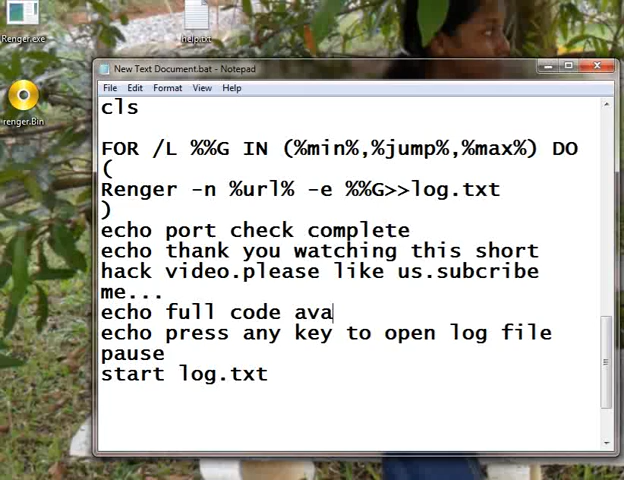 Renger.exe
help.txt
renger.Bin
New Text Document.bat - Notepad
File Edit Format View Help
cls
FOR /L %%G IN (%min%,%jump%,%max%) DO
(
Renger -n %url% -e %%G>>log.txt
)
echo port check complete
echo thank you watching this short
hack video.please like us.subcribe
me...
echo full code ava
echo press any key to open log file
pause
start log.txt